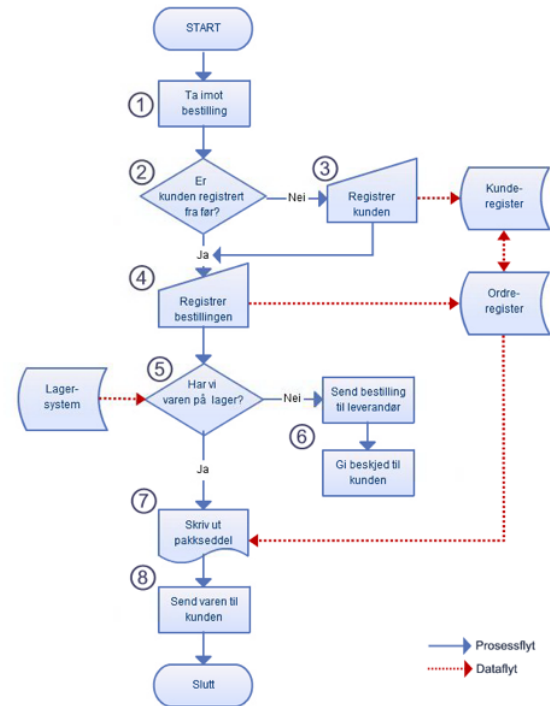 START
1
Ta imot
bestilling
2
Er
kunden registrert
fra før?
Nei
3
Registrer
kunden
Kunde-
register
Ja
4
Registrer
bestillingen
Ordre-
register
5
Har vi
varen på lager?
Lager-
system
Nei
Send bestilling
til leverandør
6
Gi beskjed til
kunden
Ja
7
Skriv ut
pakkseddel
8
Send varen til
kunden
Slutt
Prosessflyt
Dataflyt